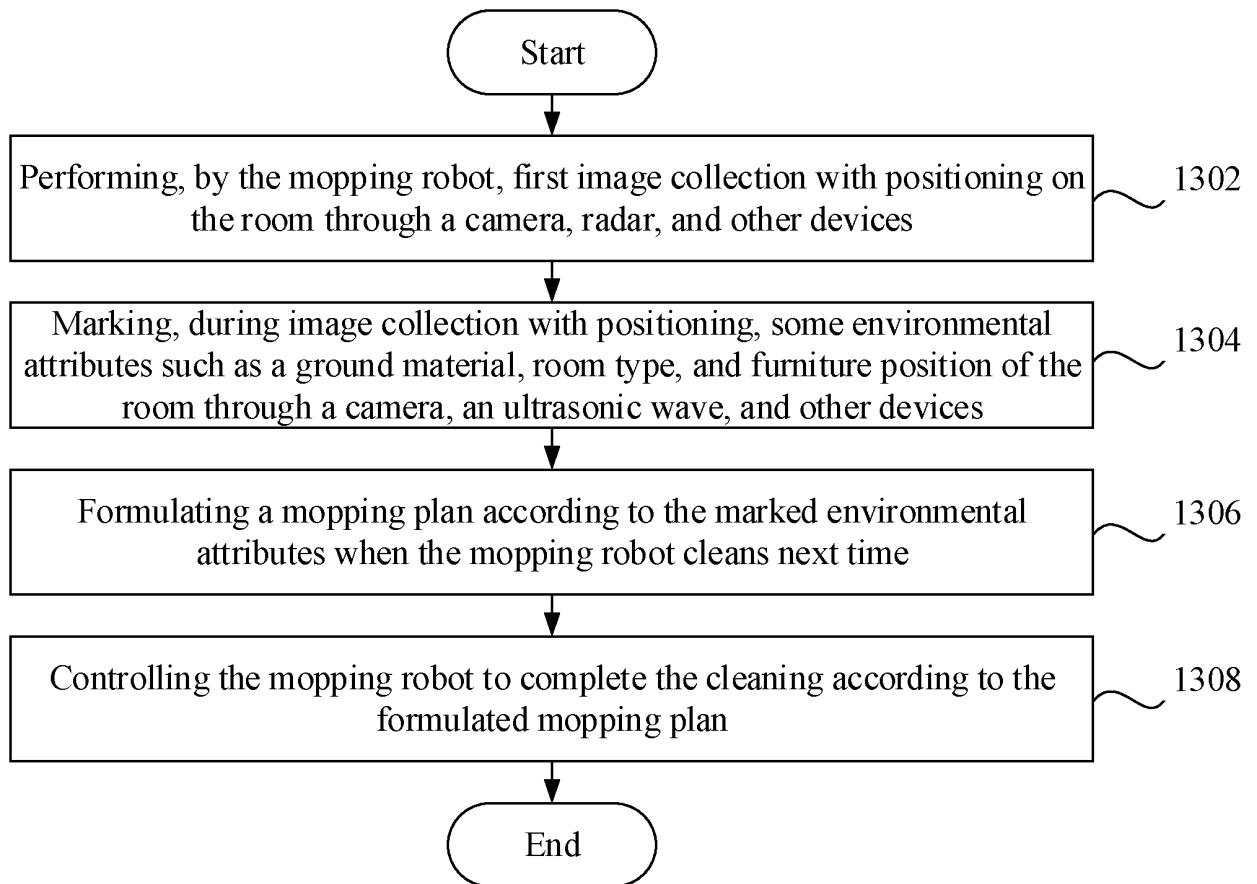 Start
Performing, by the mopping robot, first image collection with positioning on
the room through a camera, radar, and other devices
1302
Marking, during image collection with positioning, some environmental
attributes such as a ground material, room type, and furniture position of the
room through a camera, an ultrasonic wave, and other devices
1304
Formulating a mopping plan according to the marked environmental
attributes when the mopping robot cleans next time
1306
Controlling the mopping robot to complete the cleaning according to the
formulated mopping plan
1308
End